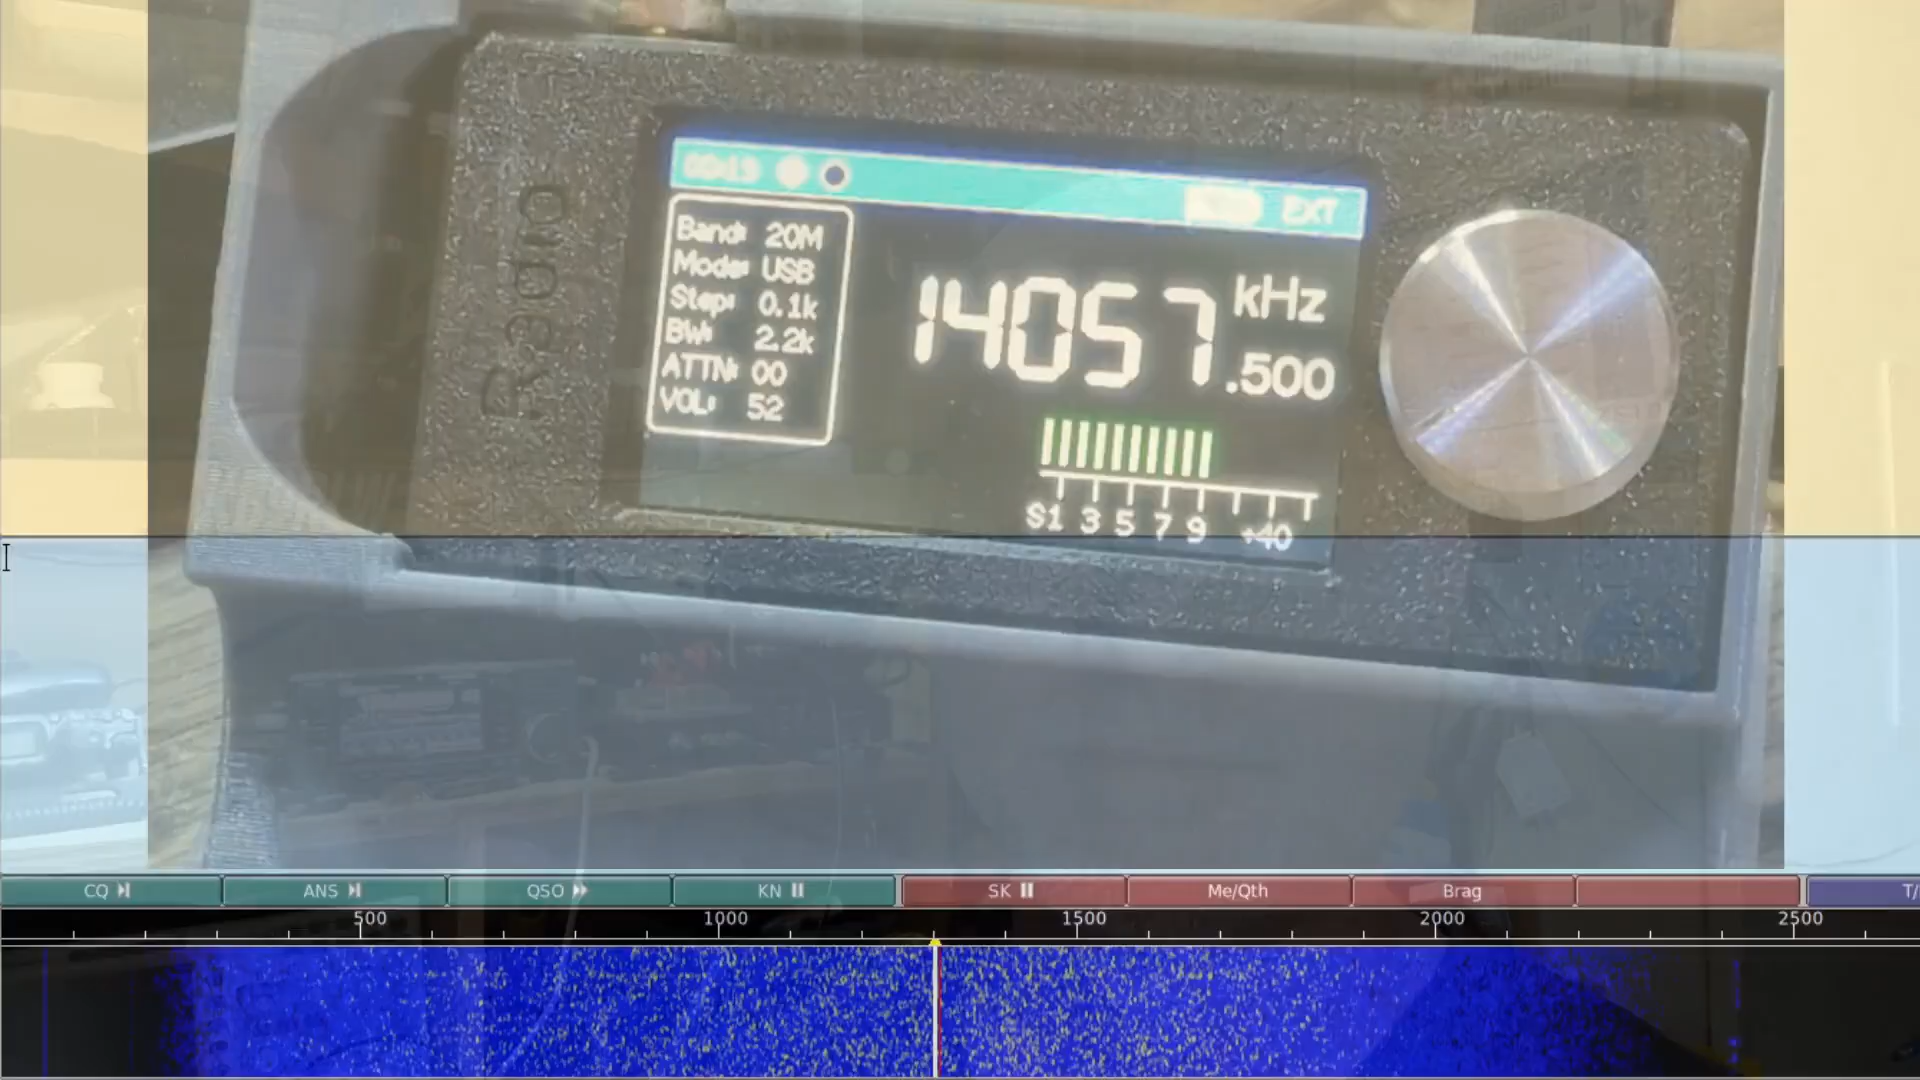 Radio
EXT
Band: 20M
Mode: USB
Step: 0.1k
BW: 2.2k
ATTN: 00
VOL: 52
14057.500 kHz
S1 3 5 7 9 +40
CQ ANS QSO KN SK Me/Qth Brag T/
500 1000 1500 2000 2500